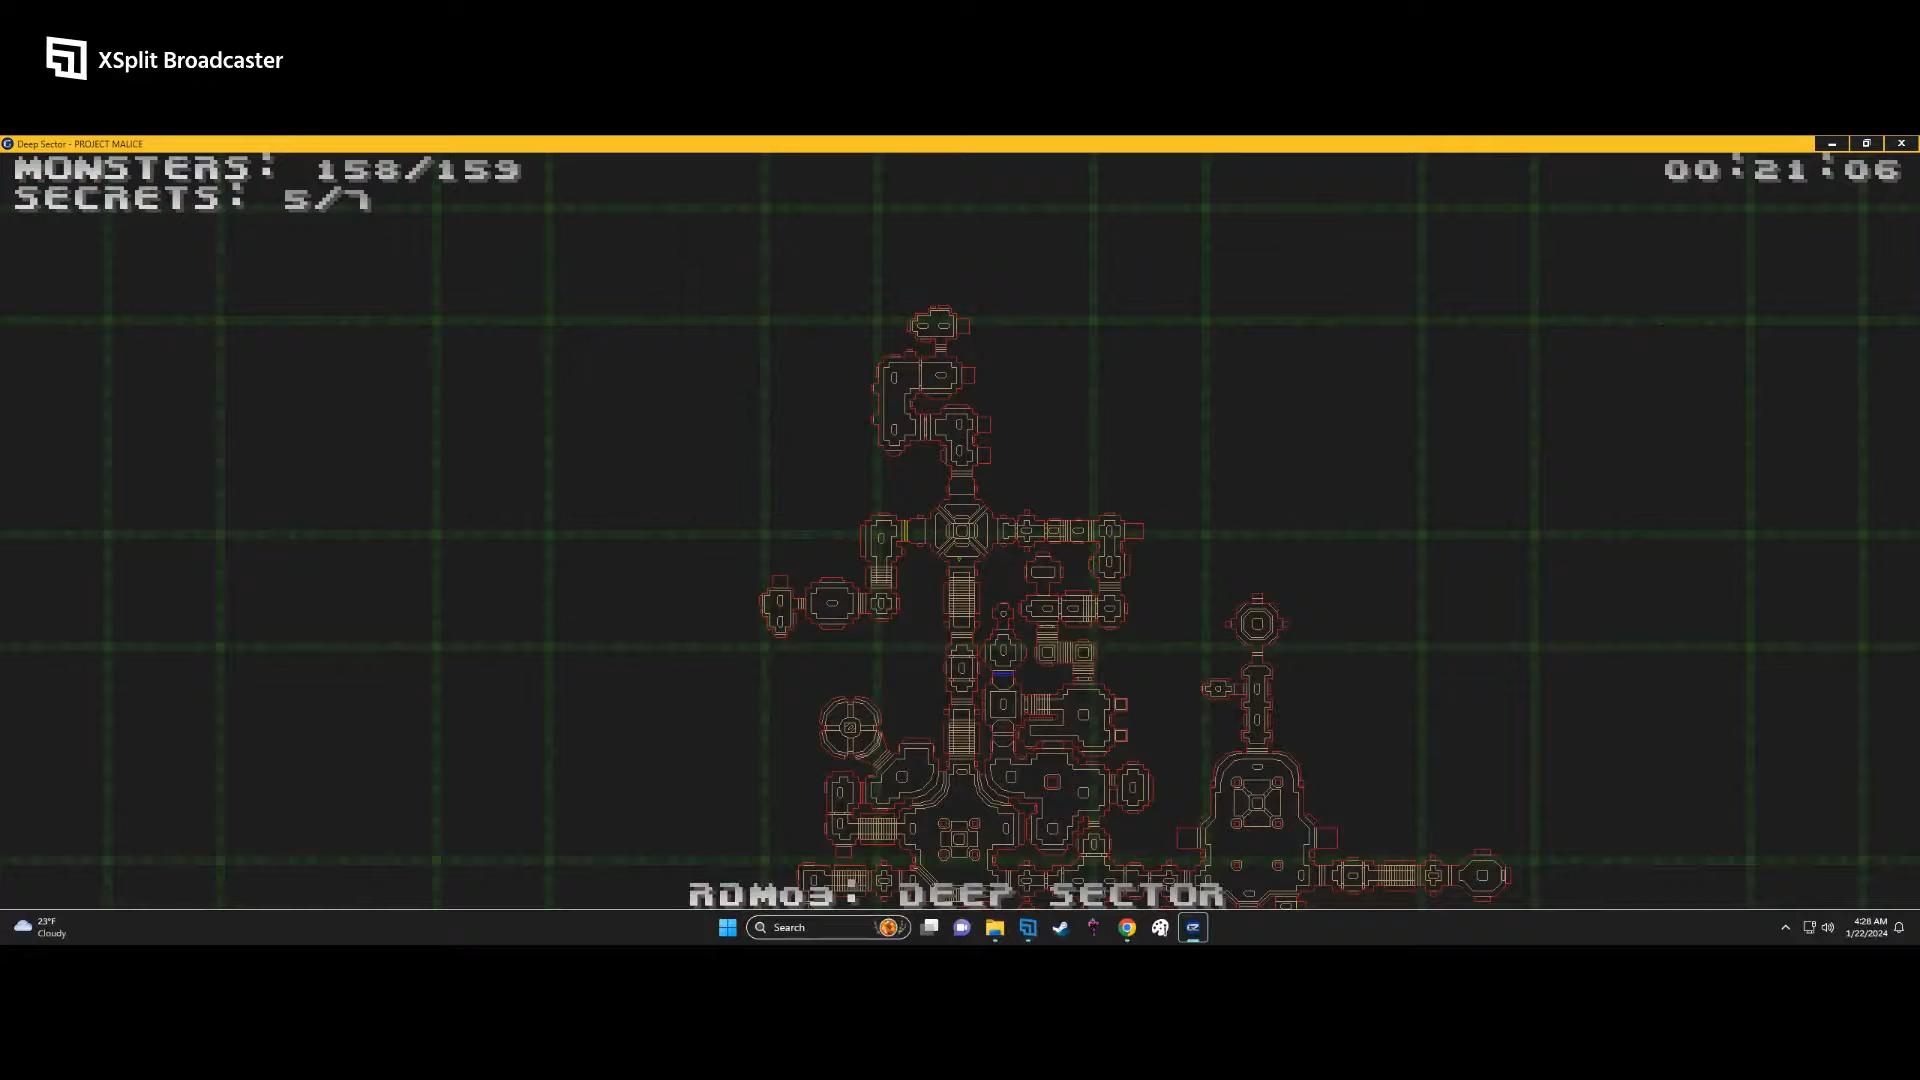 XSplit Broadcaster
Deep Sector - PROJECT MALICE
MONSTERS: 158/159
00:21:06
SECRETS: 5/7
RDM03: DEEP SECTOR
23°F
Cloudy
Search
4:28 AM
1/22/2024